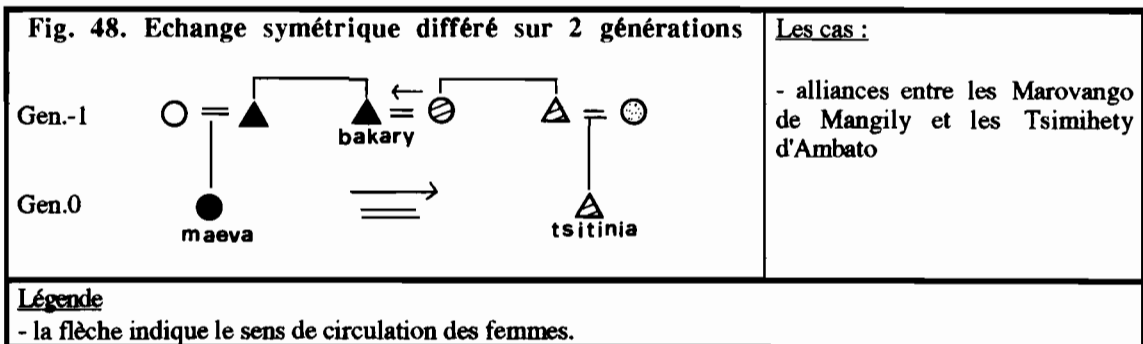 Fig. 48. Echange symétrique différé sur 2 générations
Gen.-1
bakary
Gen.0
maeva
tsitinia
Les cas :
- alliances entre les Marovango
de Mangily et les Tsimihety
d'Ambato
Légende
- la flèche indique le sens de circulation des femmes.